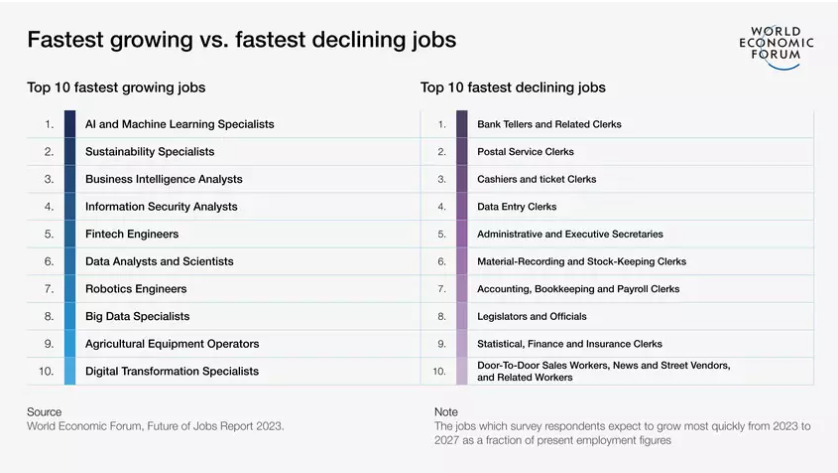 Fastest growing vs. fastest declining jobs
WORLD
ECONOMIC
FORUM
Top 10 fastest growing jobs
1. AI and Machine Learning Specialists
2. Sustainability Specialists
3. Business Intelligence Analysts
4. Information Security Analysts
5. Fintech Engineers
6. Data Analysts and Scientists
7. Robotics Engineers
8. Big Data Specialists
9. Agricultural Equipment Operators
10. Digital Transformation Specialists
Top 10 fastest declining jobs
1. Bank Tellers and Related Clerks
2. Postal Service Clerks
3. Cashiers and ticket Clerks
4. Data Entry Clerks
5. Administrative and Executive Secretaries
6. Material-Recording and Stock-Keeping Clerks
7. Accounting, Bookkeeping and Payroll Clerks
8. Legislators and Officials
9. Statistical, Finance and Insurance Clerks
10. Door-To-Door Sales Workers, News and Street Vendors,
and Related Workers
Source
World Economic Forum, Future of Jobs Report 2023.
Note
The jobs which survey respondents expect to grow most quickly from 2023 to
2027 as a fraction of present employment figures